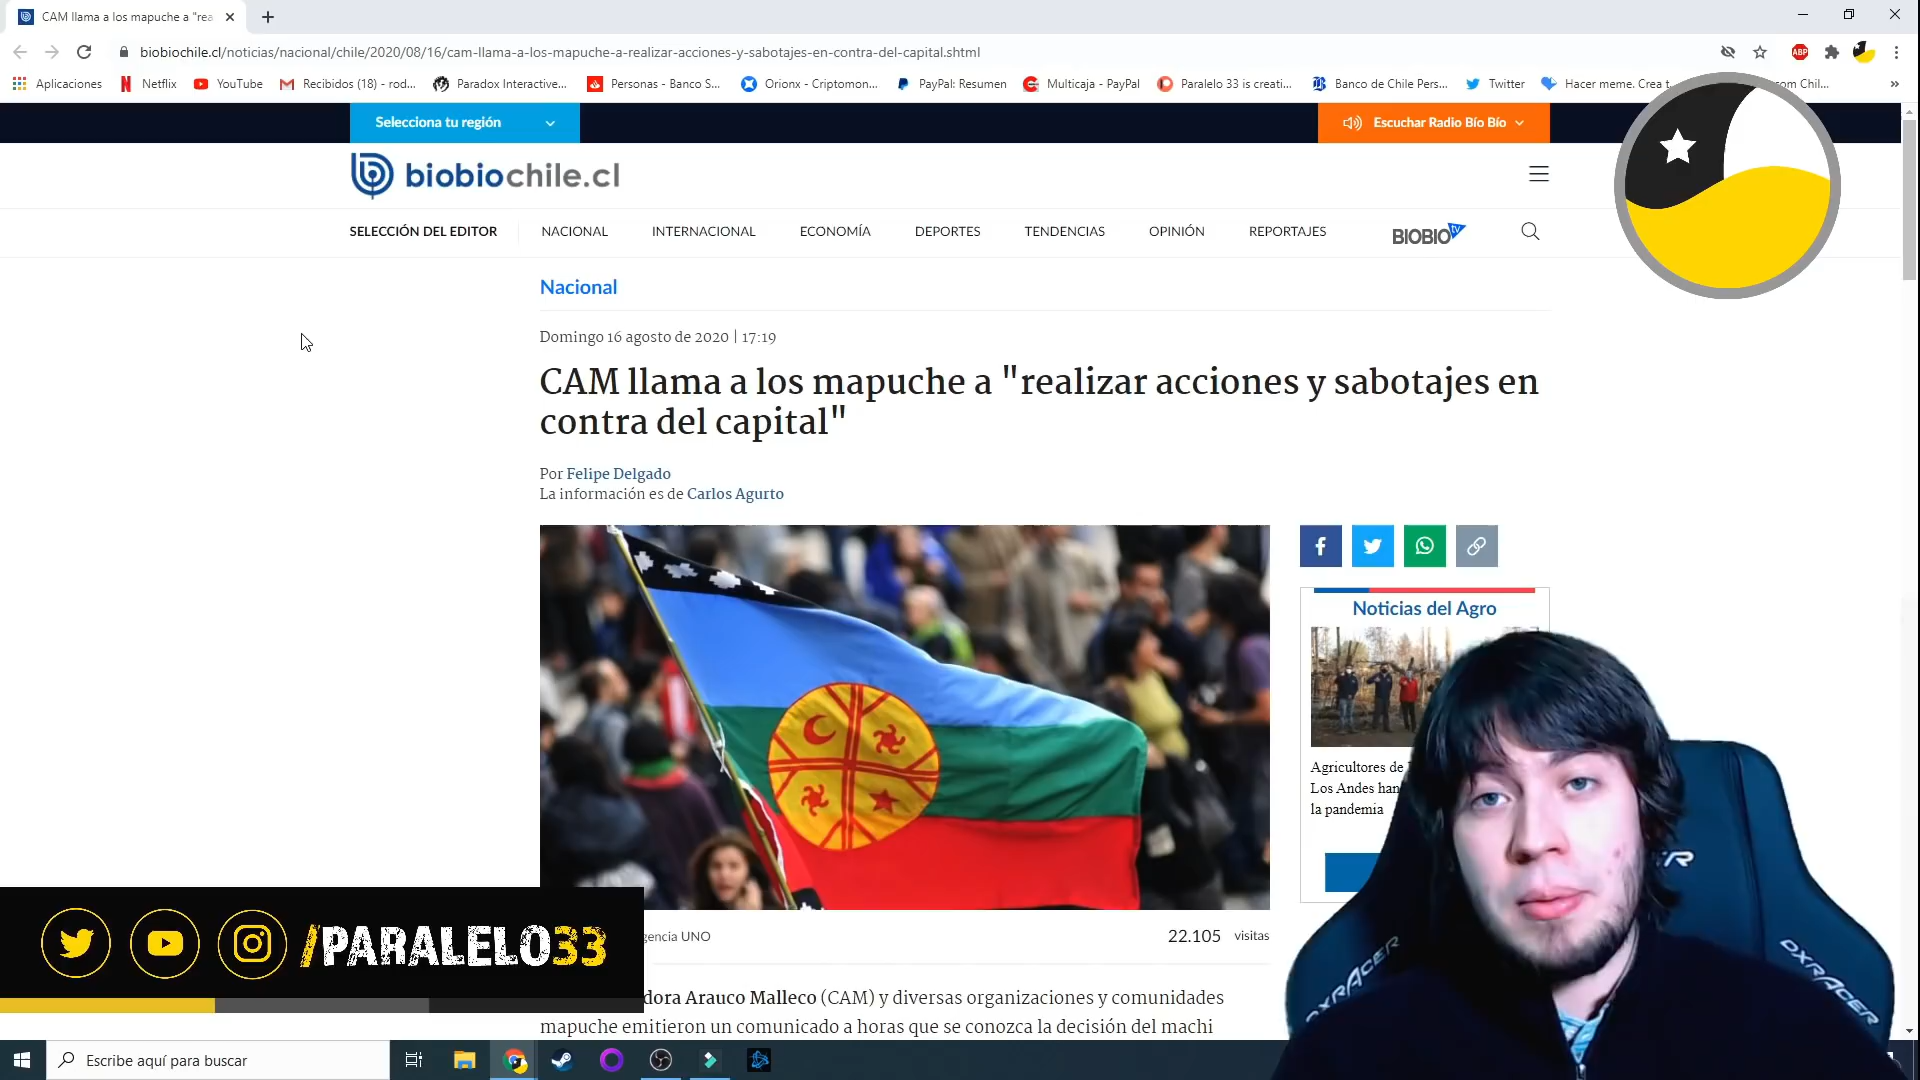 CAM llama a los mapuche a "rea
biobiochile.cl/noticias/nacional/chile/2020/08/16/cam-llama-a-los-mapuche-a-realizar-acciones-y-sabotajes-en-contra-del-capital.shtml
Aplicaciones Netflix YouTube Recibidos (18) - rod... Paradox Interactive... Personas - Banco S... Orionx - Criptomon... PayPal: Resumen Multicaja - PayPal Paralelo 33 is creati... Banco de Chile Pers... Twitter Hacer meme. Crea t... om Chil... »
ABP
Selecciona tu región
Escuchar Radio Bío Bío
biobiochile.cl
SELECCIÓN DEL EDITOR NACIONAL INTERNACIONAL ECONOMÍA DEPORTES TENDENCIAS OPINIÓN REPORTAJES BIOBIO tv
Nacional
Domingo 16 agosto de 2020 | 17:19
CAM llama a los mapuche a "realizar acciones y sabotajes en
contra del capital"
Por Felipe Delgado
La información es de Carlos Agurto
Noticias del Agro
Agricultores de
Los Andes han
la pandemia
gencia UNO
22.105 visitas
/PARALELO33
dora Arauco Malleco (CAM) y diversas organizaciones y comunidades
mapuche emitieron un comunicado a horas que se conozca la decisión del machi
DXRACER
DXRACER
Escribe aquí para buscar